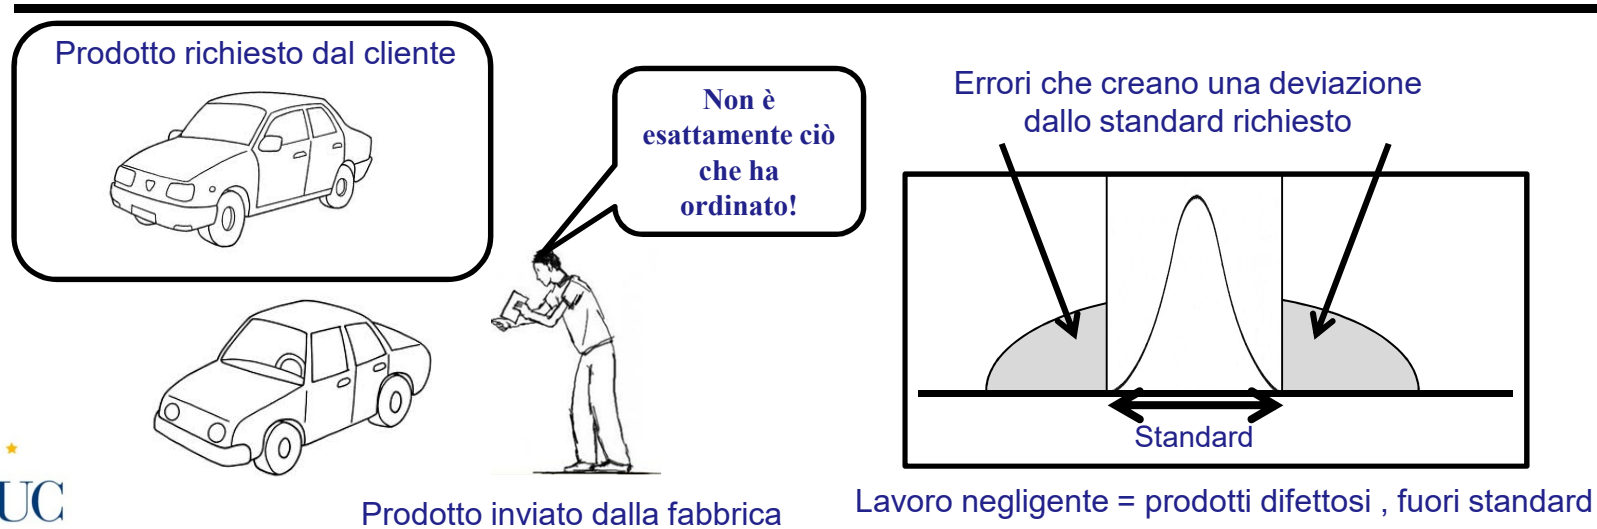 Prodotto richiesto dal cliente
Non è
esattamente ciò
che ha
ordinato!
Errori che creano una deviazione
dallo standard richiesto
Standard
UC
Prodotto inviato dalla fabbrica
Lavoro negligente = prodotti difettosi , fuori standard